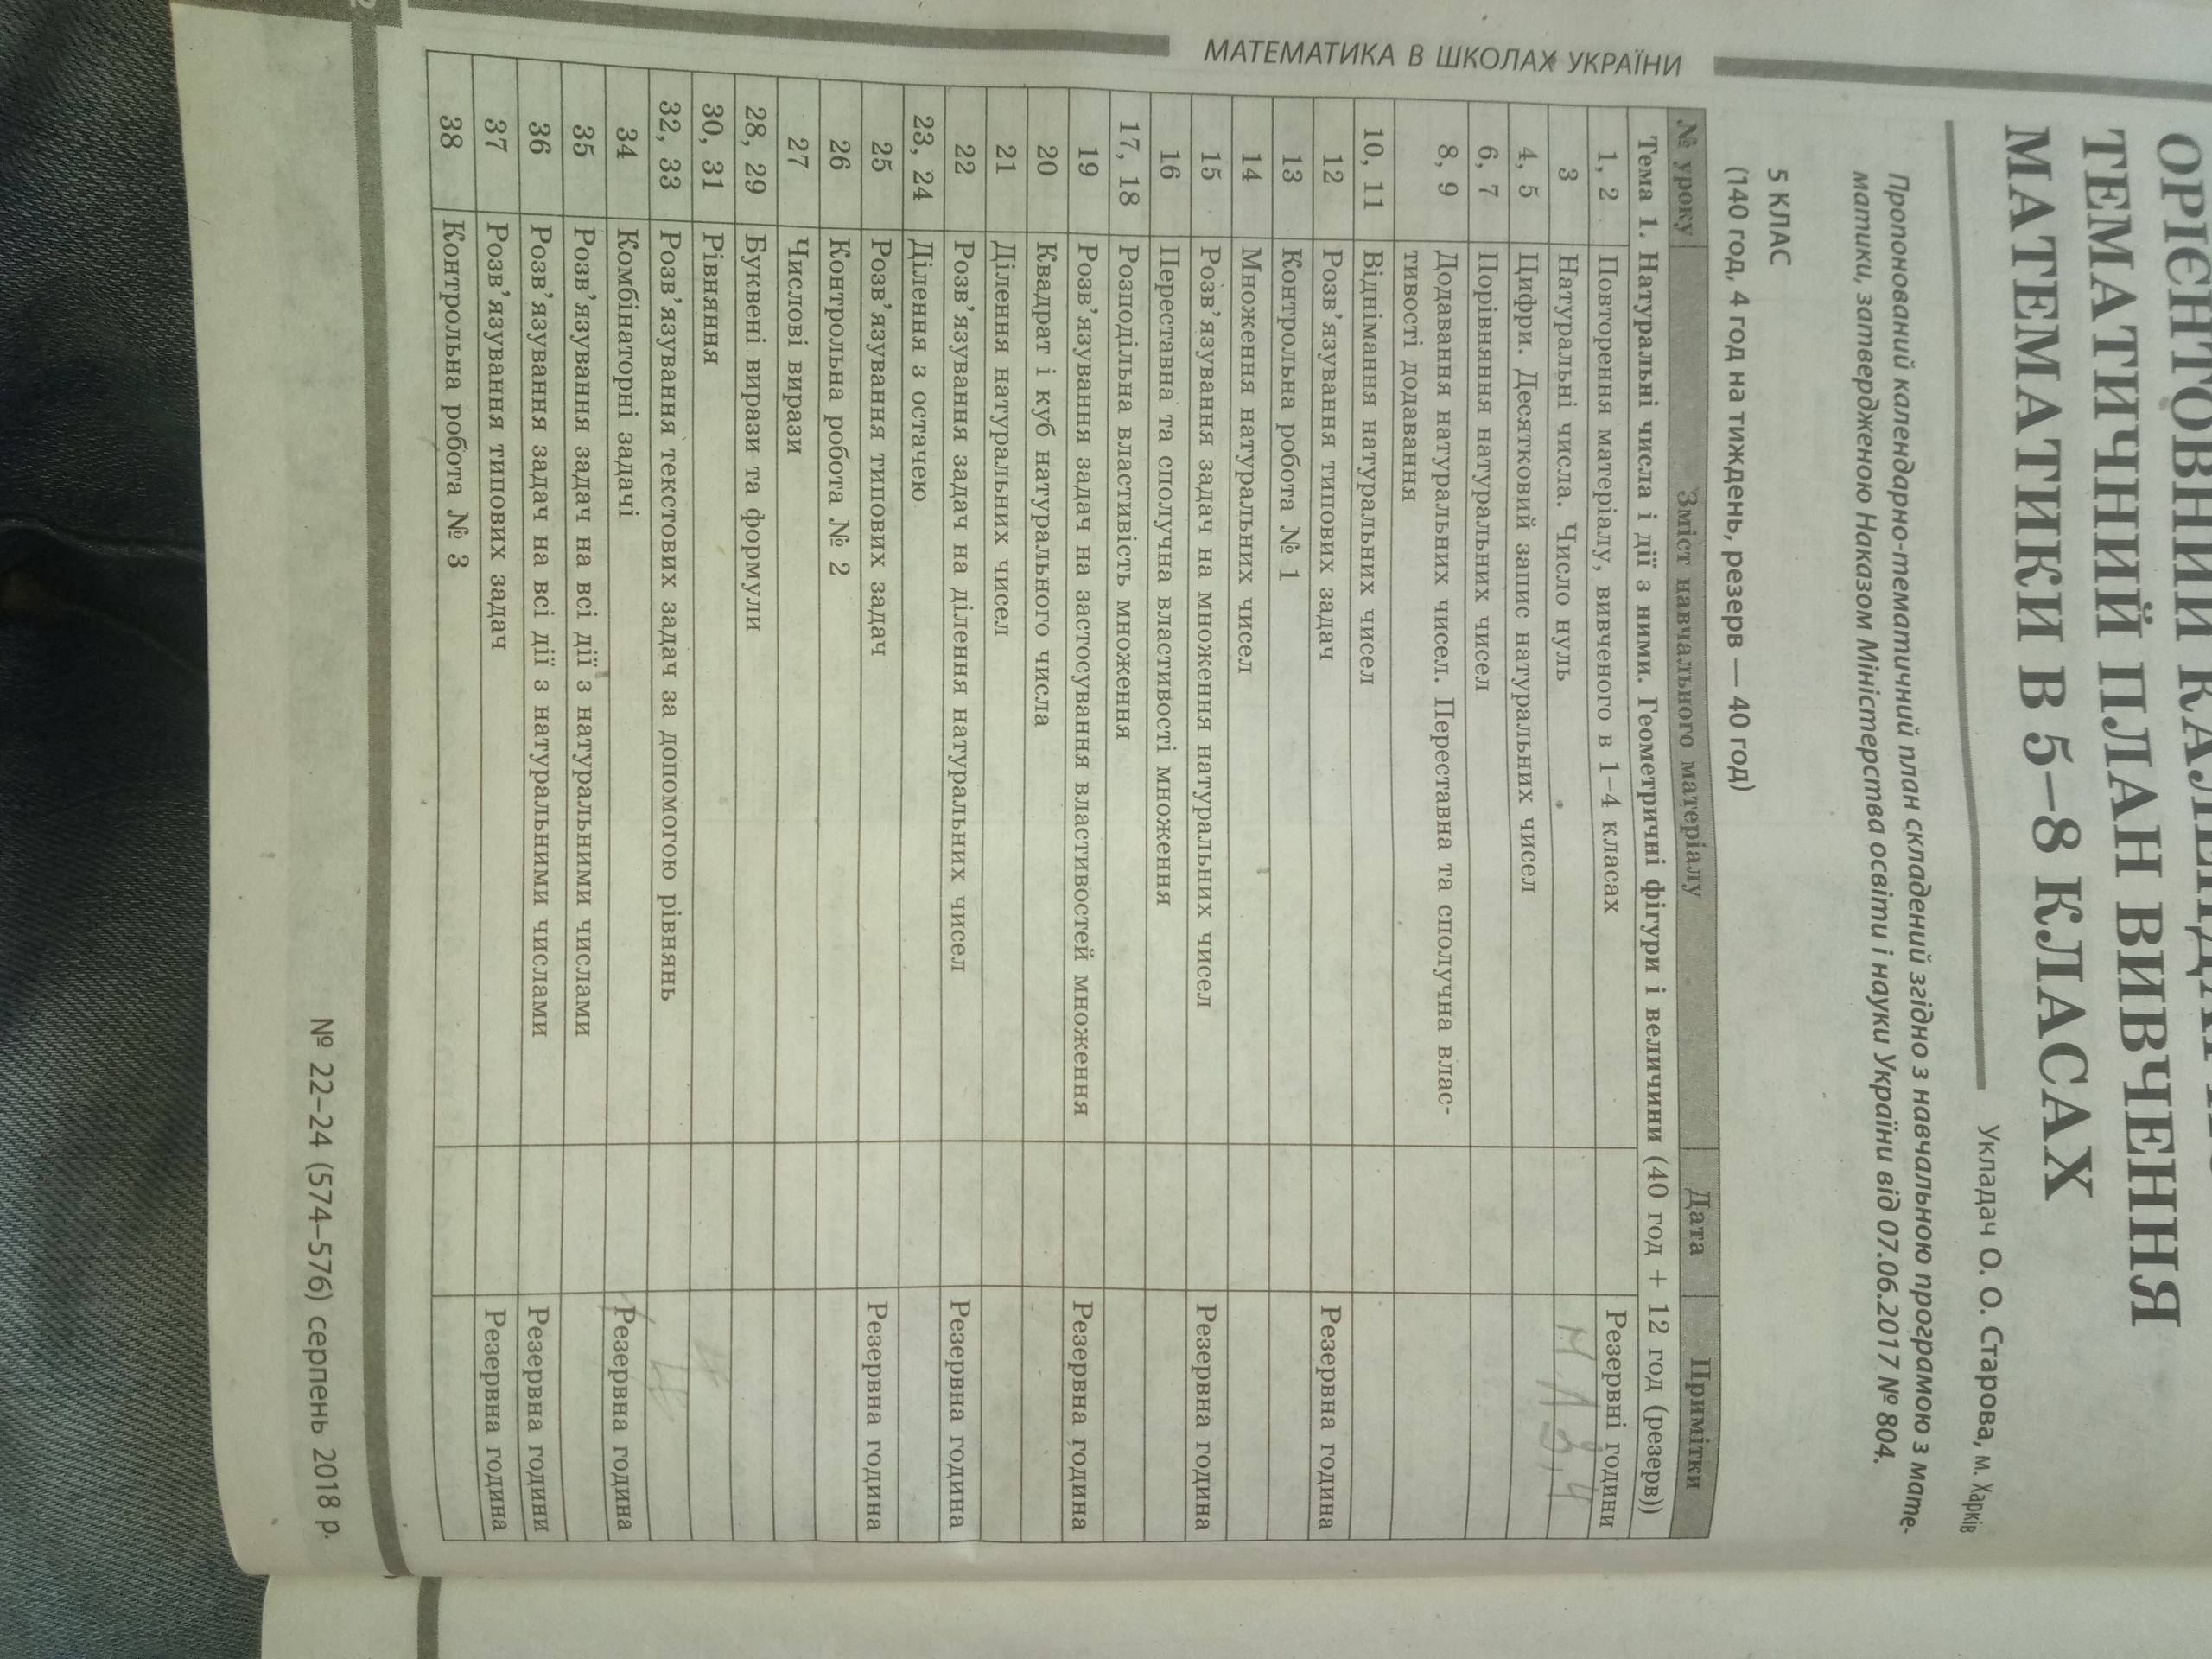 МАТЕМАТИКА В ШКОЛАХ УКРАЇНИ
ТЕМАТИЧНИЙ ПЛАН ВИВЧЕННЯ
МАТЕМАТИКИ В 5–8 КЛАСАХ
Укладач О. О. Старова, м. Харків
Пропонований календарно-тематичний план складений згідно з навчальною програмою з мате-
матики, затвердженою Наказом Міністерства освіти і науки України від 07.06.2017 № 804.
5 КЛАС
(140 год, 4 год на тиждень, резерв — 40 год)
№ уроку Зміст навчального матеріалу Дата Примітки
Тема 1. Натуральні числа і дії з ними. Геометричні фігури і величини (40 год + 12 год (резерв))
1, 2 Повторення матеріалу, вивченого в 1–4 класах Резервні години
3 Натуральні числа. Число нуль
4, 5 Цифри. Десятковий запис натуральних чисел
6, 7 Порівняння натуральних чисел
8, 9 Додавання натуральних чисел. Переставна та сполучна влас-
тивості додавання
10, 11 Віднімання натуральних чисел
12 Розв’язування типових задач Резервна година
13 Контрольна робота № 1
14 Множення натуральних чисел
15 Розв’язування задач на множення натуральних чисел Резервна година
16 Переставна та сполучна властивості множення
17, 18 Розподільна властивість множення
19 Розв’язування задач на застосування властивостей множення Резервна година
20 Квадрат і куб натурального числа
21 Ділення натуральних чисел
22 Розв’язування задач на ділення натуральних чисел Резервна година
23, 24 Ділення з остачею
25 Розв’язування типових задач Резервна година
26 Контрольна робота № 2
27 Числові вирази
28, 29 Буквені вирази та формули
30, 31 Рівняння
32, 33 Розв’язування текстових задач за допомогою рівнянь
34 Комбінаторні задачі Резервна година
35 Розв’язування задач на всі дії з натуральними числами
36 Розв’язування задач на всі дії з натуральними числами Резервна години
37 Розв’язування типових задач Резервна година
38 Контрольна робота № 3
№ 22–24 (574–576) серпень 2018 р.